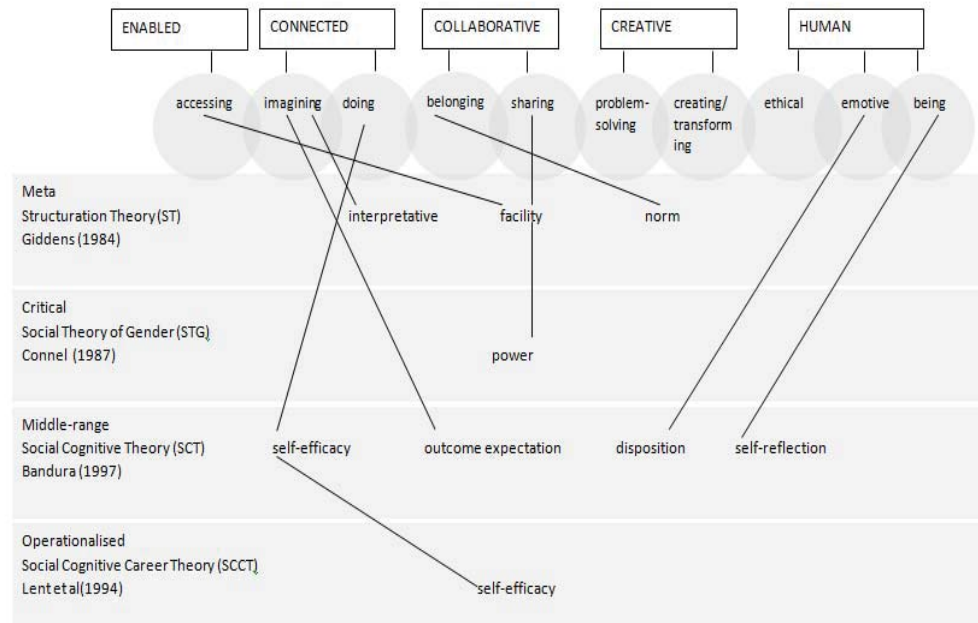 ENABLED CONNECTED COLLABORATIVE CREATIVE HUMAN
accessing imagining doing belonging sharing problem- creating/ ethical emotive being
solving transform
ing
Meta
Structuration Theory (ST) interpretative facility norm
Giddens (1984)
Critical
Social Theory of Gender (STG)
Connel (1987) power
Middle-range
Social Cognitive Theory (SCT) self-efficacy outcome expectation disposition self-reflection
Bandura (1997)
Operationalised
Social Cognitive Career Theory (SCCT)
Lent et al (1994) self-efficacy